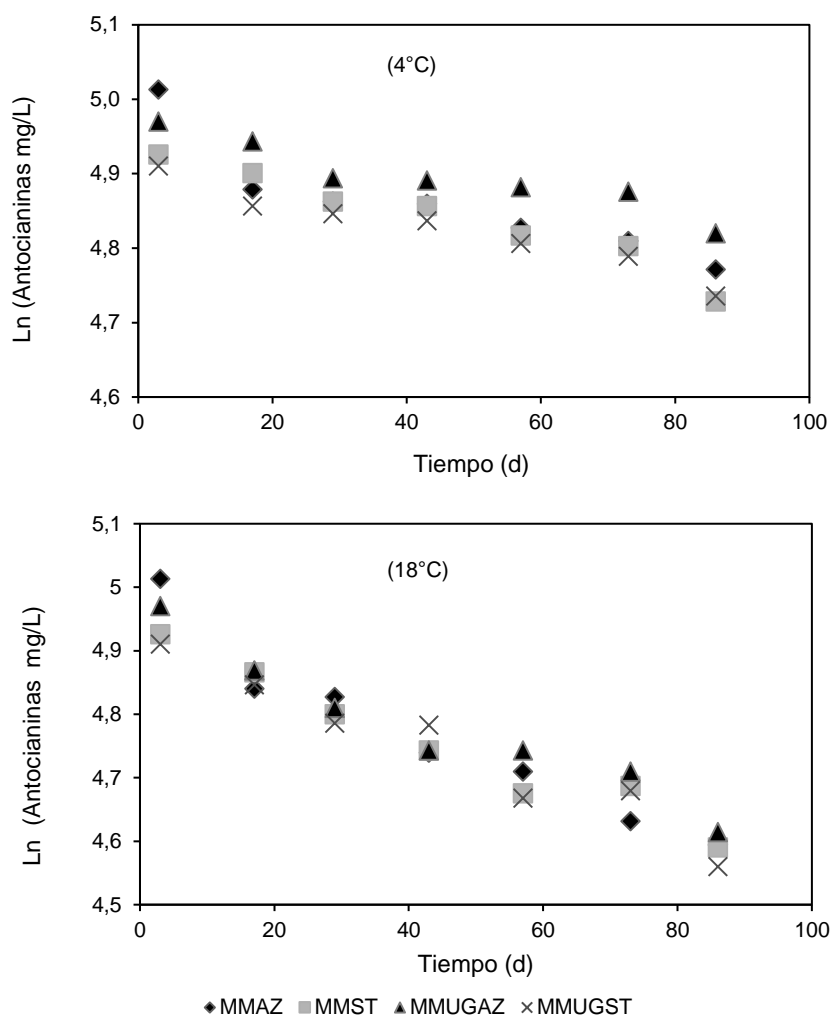 5,1
(4°C)
5,0
4,9
4,8
4,7
4,6
0 20 40 60 80 100
Ln (Antocianinas mg/L)
Tiempo (d)
5,1
(18°C)
5
4,9
4,8
4,7
4,6
4,5
0 20 40 60 80 100
Ln (Antocianinas mg/L)
Tiempo (d)
MMAZ MMST MMUGAZ MMUGST